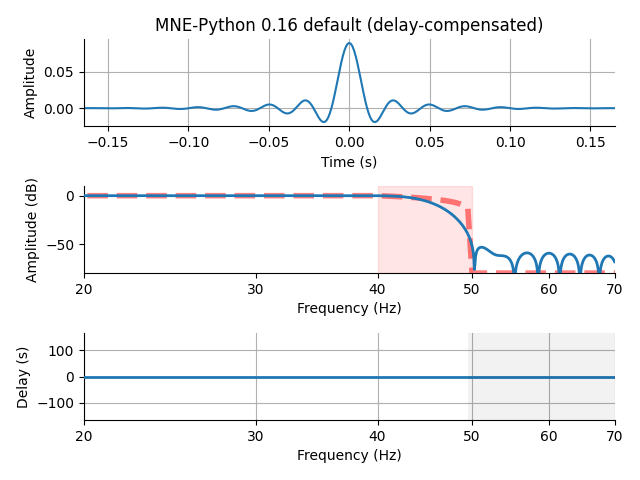 MNE-Python 0.16 default (delay-compensated)
Amplitude
0.05
0.00
−0.15 −0.10 −0.05 0.00 0.05 0.10 0.15
Time (s)
Amplitude (dB)
0
−50
20 30 40 50 60 70
Frequency (Hz)
Delay (s)
100
0
−100
20 30 40 50 60 70
Frequency (Hz)